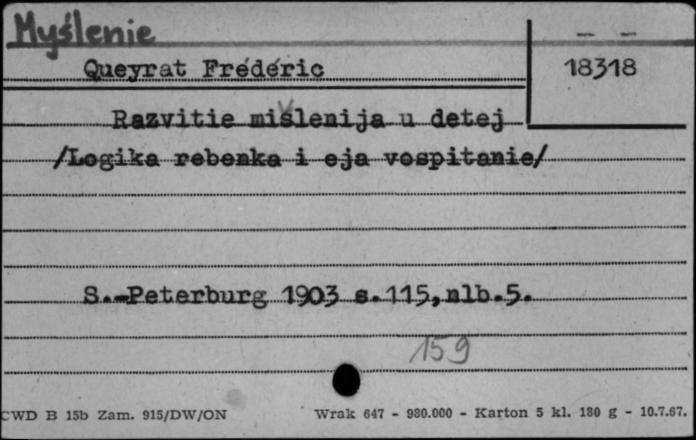 Myślenie
Queyrat Frédéric
18318
Razvitie mišlenija u detej
/Logika rebenka i eja vospitanie/
S.-Peterburg 1903 s.115,nlb.5.
159
CWD B 15b Zam. 915/DW/ON Wrak 647 - 980.000 - Karton 5 kl. 180 g - 10.7.67.